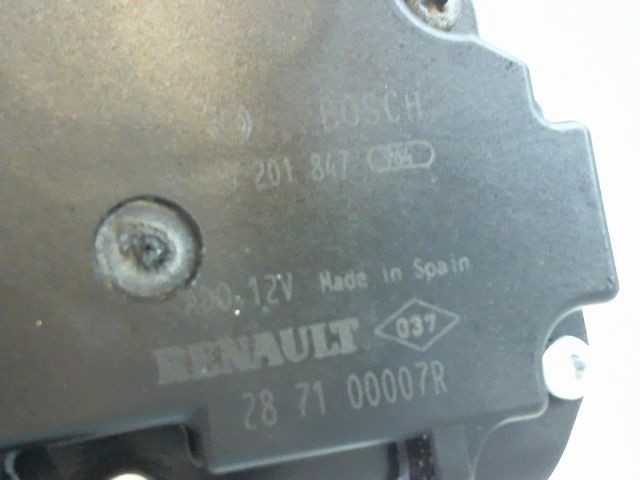 BOSCH
201 847
12V Made in Spain
RENAULT 037
28 71 00007R